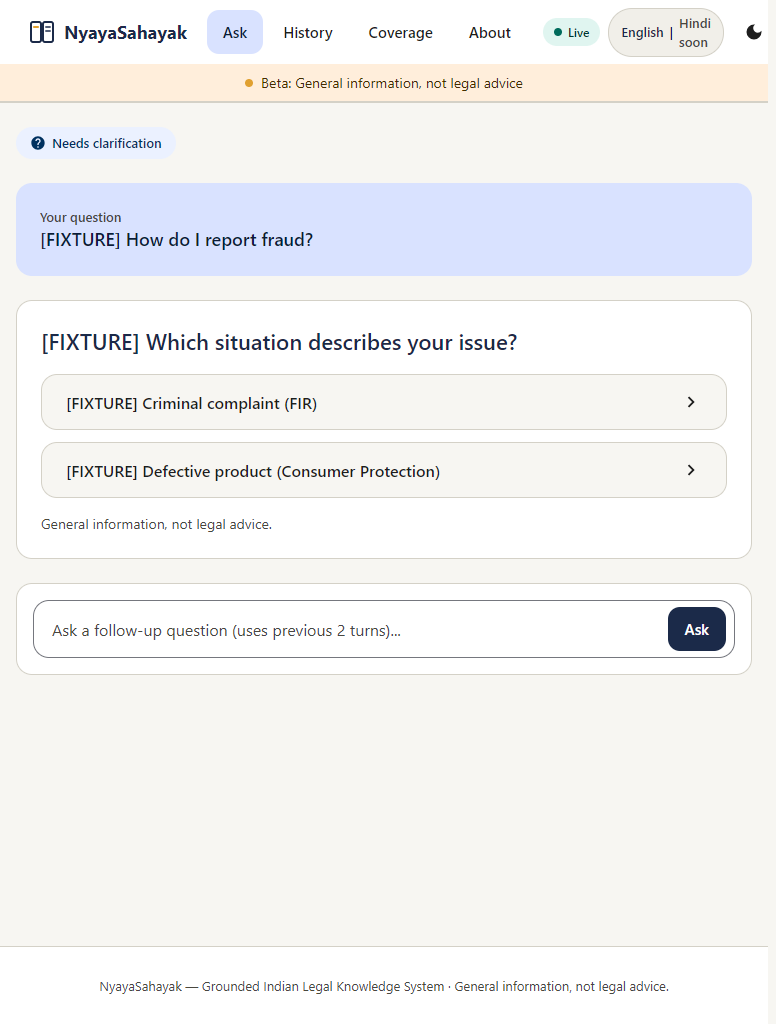 NyayaSahayak Ask History Coverage About Live English | Hindi soon
Beta: General information, not legal advice
Needs clarification
Your question
[FIXTURE] How do I report fraud?
[FIXTURE] Which situation describes your issue?
[FIXTURE] Criminal complaint (FIR)
[FIXTURE] Defective product (Consumer Protection)
General information, not legal advice.
Ask a follow-up question (uses previous 2 turns)... Ask
NyayaSahayak — Grounded Indian Legal Knowledge System · General information, not legal advice.